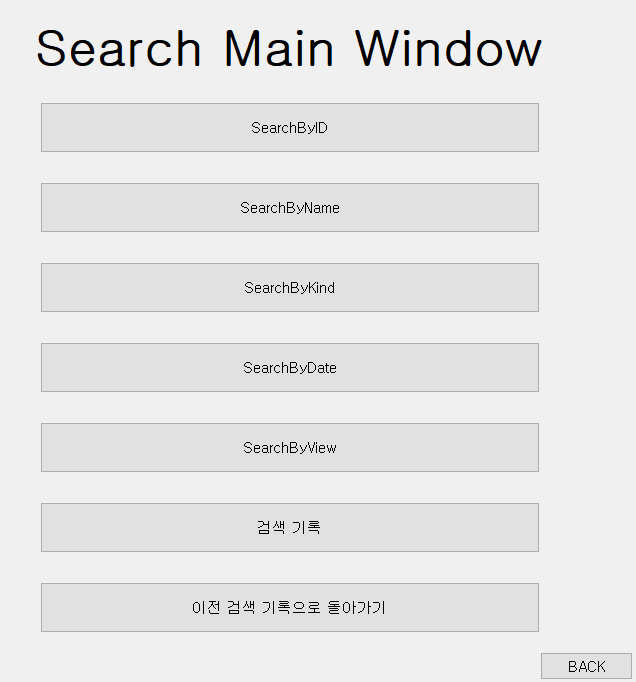 Search Main Window
SearchByID
SearchByName
SearchByKind
SearchByDate
SearchByView
검색 기록
이전 검색 기록으로 돌아가기
BACK